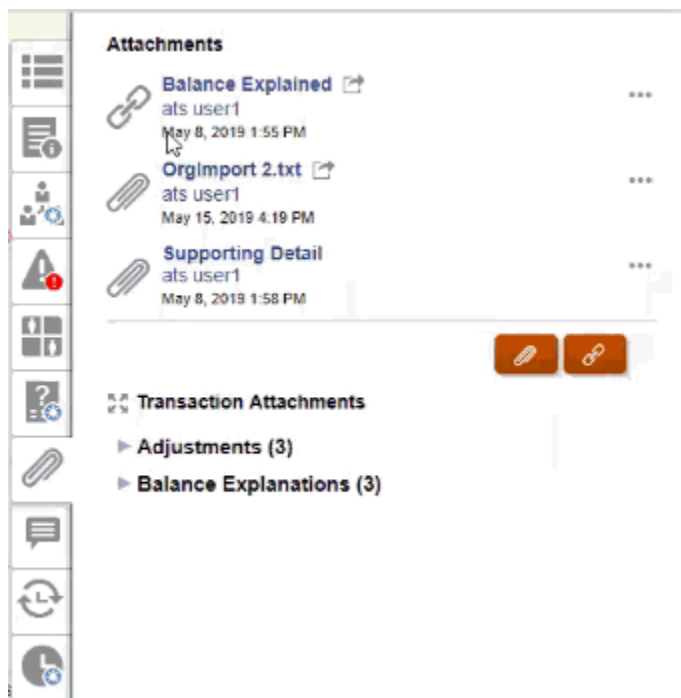 Attachments
Balance Explained
ats user1
May 8, 2019 1:55 PM
OrgImport 2.txt
ats user1
May 15, 2019 4:19 PM
Supporting Detail
ats user1
May 8, 2019 1:58 PM
Transaction Attachments
Adjustments (3)
Balance Explanations (3)